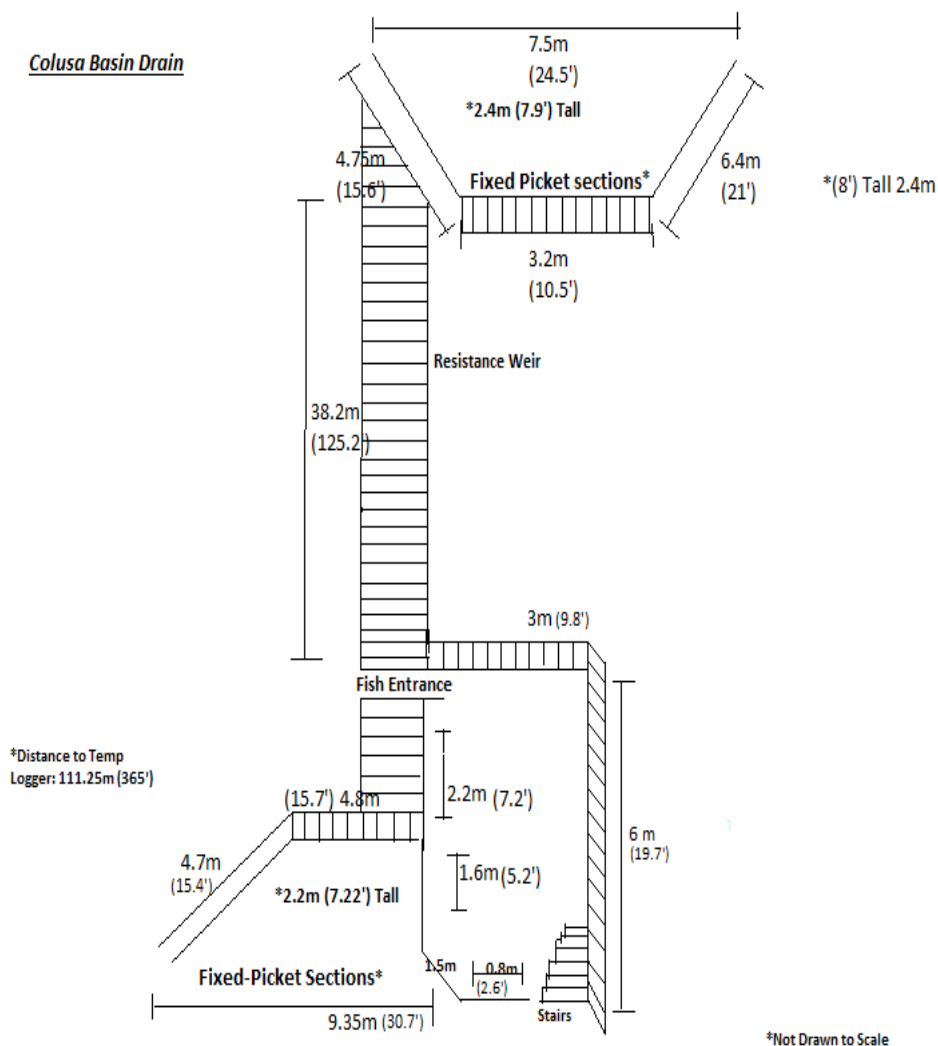 Colusa Basin Drain
7.5m
(24.5')
*2.4m (7.9') Tall
4.75m
(15.6')
Fixed Picket sections*
6.4m
(21')
*(8') Tall 2.4m
3.2m
(10.5')
Resistance Weir
38.2m
(125.2')
3m (9.8')
Fish Entrance
*Distance to Temp
Logger: 111.25m (365')
2.2m (7.2')
(15.7') 4.8m
6 m
(19.7')
4.7m
(15.4')
1.6m (5.2')
*2.2m (7.22') Tall
Fixed-Picket Sections*
1.5m
0.8m
(2.6')
Stairs
9.35m (30.7')
*Not Drawn to Scale